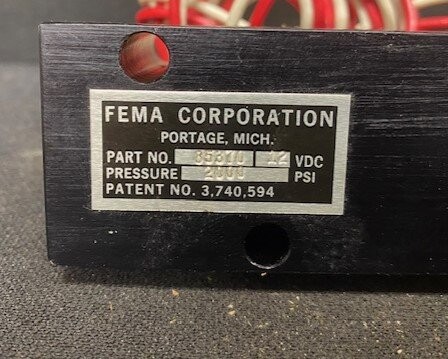 FEMA CORPORATION
PORTAGE, MICH.
PART NO. 85310 12 VDC
PRESSURE 2000 PSI
PATENT NO. 3,740,594